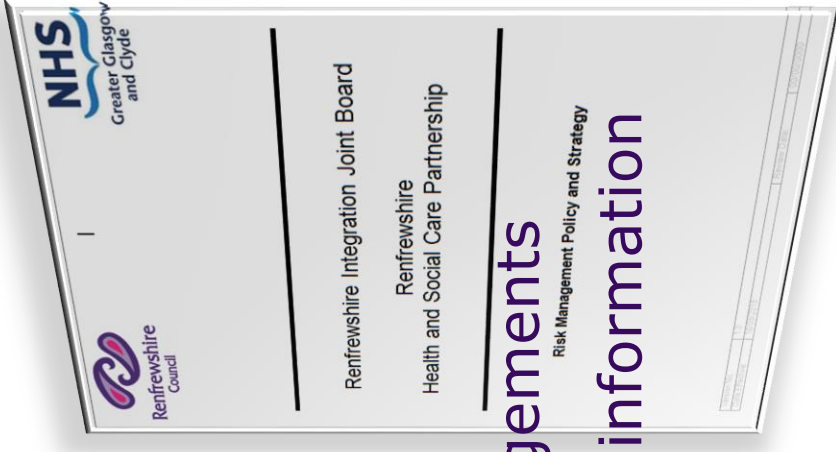 Renfrewshire
Council
NHS
Greater Glasgow
and Clyde
Renfrewshire Integration Joint Board
Renfrewshire
Health and Social Care Partnership
Risk Management Policy and Strategy
gements
information